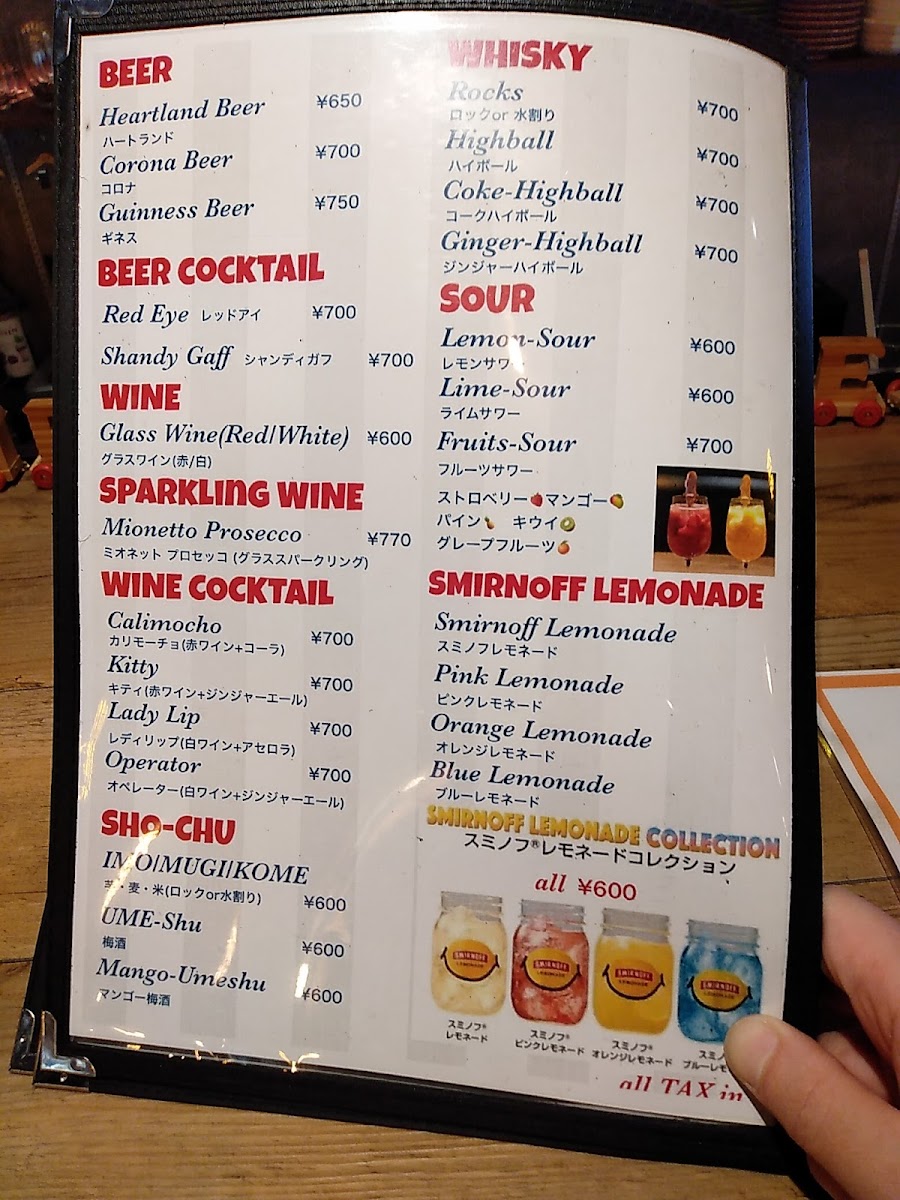 BEER
Heartland Beer ¥650
ハートランド
Corona Beer ¥700
コロナ
Guinness Beer ¥750
ギネス
BEER COCKTAIL
Red Eye レッドアイ ¥700
Shandy Gaff シャンディガフ ¥700
WINE
Glass Wine(Red/White) ¥600
グラスワイン(赤/白)
SPARKLING WINE
Mionetto Prosecco ¥770
ミオネット プロセッコ (グラススパークリング)
WINE COCKTAIL
Calimocho ¥700
カリモーチョ(赤ワイン+コーラ)
Kitty ¥700
キティ(赤ワイン+ジンジャーエール)
Lady Lip ¥700
レディリップ(白ワイン+アセロラ)
Operator ¥700
オペレーター(白ワイン+ジンジャーエール)
SHO-CHU
IMO/MUGI/KOME
芋・麦・米(ロックor水割り) ¥600
UME-Shu
梅酒 ¥600
Mango-Umeshu
マンゴー梅酒 ¥600
WHISKY
Rocks ¥700
ロックor 水割り
Highball ¥700
ハイボール
Coke-Highball ¥700
コークハイボール
Ginger-Highball ¥700
ジンジャーハイボール
SOUR
Lemon-Sour ¥600
レモンサワー
Lime-Sour ¥600
ライムサワー
Fruits-Sour ¥700
フルーツサワー
ストロベリー🍓マンゴー🥭
パイン🍍 キウイ🥝
グレープフルーツ🍊
SMIRNOFF LEMONADE
Smirnoff Lemonade
スミノフレモネード
Pink Lemonade
ピンクレモネード
Orange Lemonade
オレンジレモネード
Blue Lemonade
ブルーレモネード
SMIRNOFF LEMONADE COLLECTION
スミノフ®レモネードコレクション
all ¥600
SMIRNOFF LEMONADE
SMIRNOFF LEMONADE
SMIRNOFF LEMONADE
SMIRNOFF LEMONADE
スミノフ®
レモネード
スミノフ®
ピンクレモネード
スミノフ®
オレンジレモネード
スミノ
ブルーレモ
all TAX in